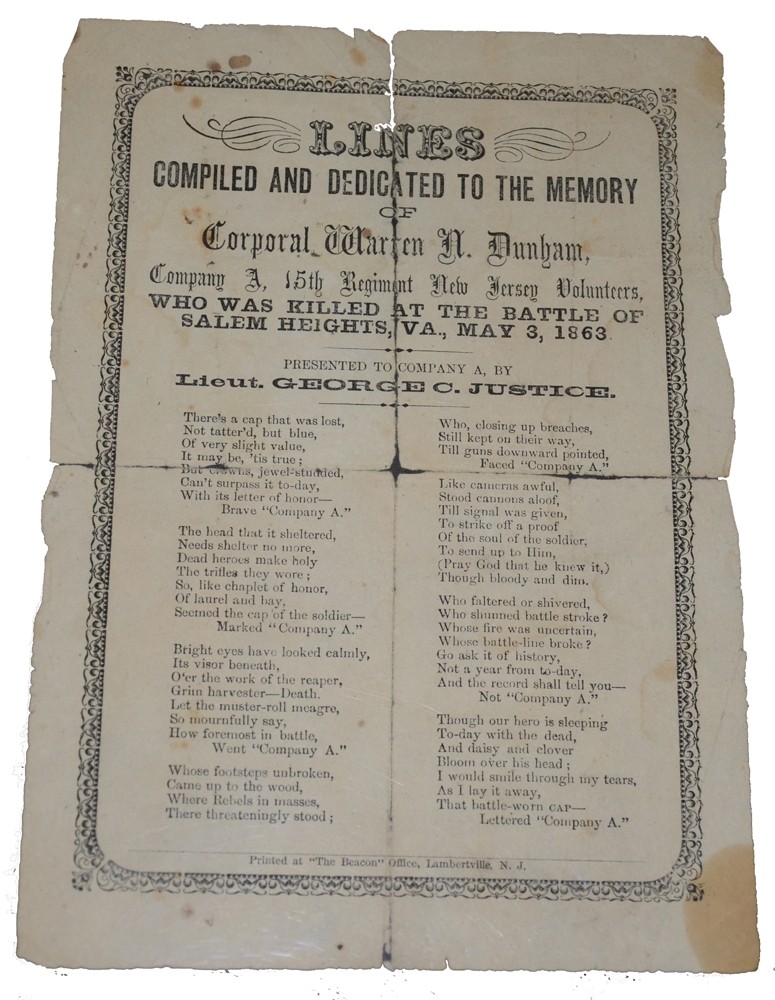 LINES
COMPILED AND DEDICATED TO THE MEMORY
OF
Corporal Warren N. Dunham,
Company A, 15th Regiment New Jersey Volunteers,
WHO WAS KILLED AT THE BATTLE OF
SALEM HEIGHTS, VA., MAY 3, 1863.
PRESENTED TO COMPANY A, BY
Lieut. GEORGE C. JUSTICE.
There's a cap that was lost,
Not tatter'd, but blue,
Of very slight value,
It may be, 'tis true;
But crowns, jewel-studded,
Can't surpass it to-day,
With its letter of honor—
Brave "Company A."
The head that it sheltered,
Needs shelter no more,
Dead heroes make holy
The trifles they wore;
So, like chaplet of honor,
Of laurel and bay,
Seemed the cap of the soldier—
Marked "Company A."
Bright eyes have looked calmly,
Its visor beneath,
O'er the work of the reaper,
Grim harvester—Death.
Let the muster-roll meagre,
So mournfully say,
How foremost in battle,
Went "Company A."
Whose footsteps unbroken,
Came up to the wood,
Where Rebels in masses,
There threateningly stood;
Who, closing up breaches,
Still kept on their way,
Till guns downward pointed,
Faced "Company A."
Like cameras awful,
Stood cannons aloof,
Till signal was given,
To strike off a proof
Of the soul of the soldier,
To send up to Him,
(Pray God that he knew it,)
Though bloody and dim.
Who faltered or shivered,
Who shunned battle stroke?
Whose fire was uncertain,
Whose battle-line broke?
Go ask it of history,
Not a year from to-day,
And the record shall tell you—
Not "Company A."
Though our hero is sleeping
To-day with the dead,
And daisy and clover
Bloom over his head;
I would smile through my tears,
As I lay it away,
That battle-worn CAP—
Lettered "Company A."
Printed at "The Beacon" Office, Lambertville, N. J.